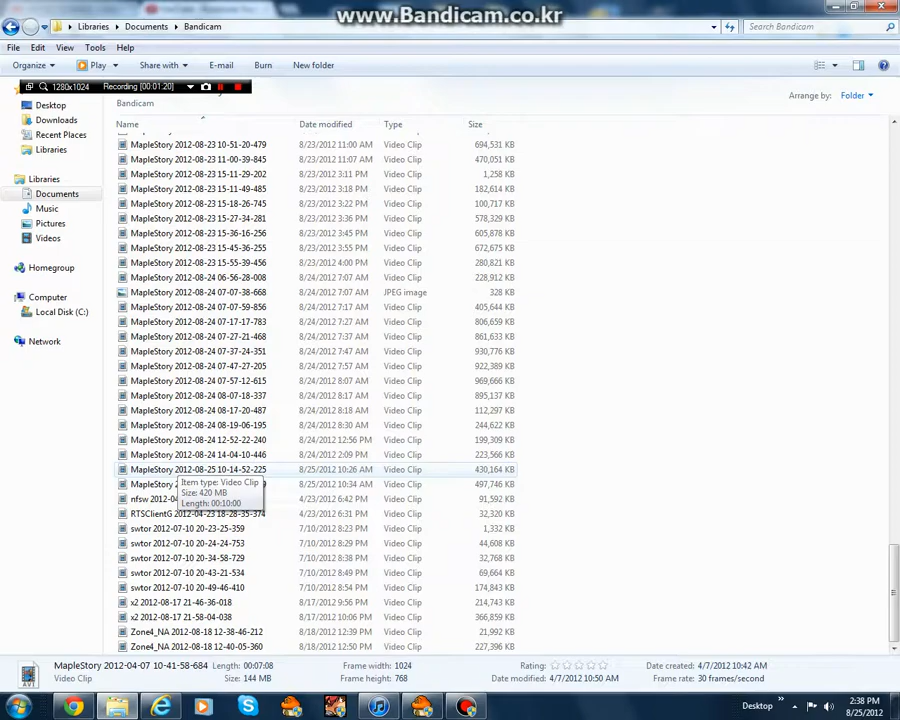 www.Bandicam.co.kr
Libraries Documents Bandicam Search Bandicam
File Edit View Tools Help
Organize Play Share with E-mail Burn New folder
1280x1024 Recording [00:01:20]
Bandicam Arrange by: Folder
Desktop
Downloads
Recent Places
Libraries
Libraries
Documents
Music
Pictures
Videos
Homegroup
Computer
Local Disk (C:)
Network
Name Date modified Type Size
MapleStory 2012-08-23 10-51-20-479 8/23/2012 11:00 AM Video Clip 694,531 KB
MapleStory 2012-08-23 11-00-39-845 8/23/2012 11:07 AM Video Clip 470,051 KB
MapleStory 2012-08-23 15-11-29-202 8/23/2012 3:11 PM Video Clip 1,258 KB
MapleStory 2012-08-23 15-11-49-485 8/23/2012 3:18 PM Video Clip 182,614 KB
MapleStory 2012-08-23 15-18-26-745 8/23/2012 3:22 PM Video Clip 100,717 KB
MapleStory 2012-08-23 15-27-34-281 8/23/2012 3:36 PM Video Clip 578,329 KB
MapleStory 2012-08-23 15-36-16-256 8/23/2012 3:45 PM Video Clip 605,878 KB
MapleStory 2012-08-23 15-45-36-255 8/23/2012 3:55 PM Video Clip 672,675 KB
MapleStory 2012-08-23 15-55-39-456 8/23/2012 4:00 PM Video Clip 280,821 KB
MapleStory 2012-08-24 06-56-28-008 8/24/2012 7:07 AM Video Clip 228,912 KB
MapleStory 2012-08-24 07-07-38-668 8/24/2012 7:07 AM JPEG image 328 KB
MapleStory 2012-08-24 07-07-59-856 8/24/2012 7:17 AM Video Clip 405,644 KB
MapleStory 2012-08-24 07-17-17-783 8/24/2012 7:27 AM Video Clip 806,659 KB
MapleStory 2012-08-24 07-27-21-468 8/24/2012 7:37 AM Video Clip 861,633 KB
MapleStory 2012-08-24 07-37-24-351 8/24/2012 7:47 AM Video Clip 930,776 KB
MapleStory 2012-08-24 07-47-27-205 8/24/2012 7:57 AM Video Clip 922,389 KB
MapleStory 2012-08-24 07-57-12-615 8/24/2012 8:07 AM Video Clip 969,666 KB
MapleStory 2012-08-24 08-07-18-337 8/24/2012 8:17 AM Video Clip 895,137 KB
MapleStory 2012-08-24 08-17-20-487 8/24/2012 8:18 AM Video Clip 112,297 KB
MapleStory 2012-08-24 08-19-06-195 8/24/2012 8:30 AM Video Clip 244,622 KB
MapleStory 2012-08-24 12-52-22-240 8/24/2012 12:56 PM Video Clip 199,309 KB
MapleStory 2012-08-24 14-04-10-446 8/24/2012 2:09 PM Video Clip 223,566 KB
MapleStory 2012-08-25 10-14-52-225 8/25/2012 10:26 AM Video Clip 430,164 KB
MapleStory 8/25/2012 10:34 AM Video Clip 497,746 KB
Item type: Video Clip
Size: 420 MB
Length: 00:10:00
nfsw 2012-04 4/23/2012 6:42 PM Video Clip 91,592 KB
RTSClientG 2012-04-23 18-28-35-374 4/23/2012 6:31 PM Video Clip 32,320 KB
swtor 2012-07-10 20-23-25-359 7/10/2012 8:23 PM Video Clip 1,332 KB
swtor 2012-07-10 20-24-24-753 7/10/2012 8:29 PM Video Clip 44,608 KB
swtor 2012-07-10 20-34-58-729 7/10/2012 8:38 PM Video Clip 32,768 KB
swtor 2012-07-10 20-43-21-534 7/10/2012 8:49 PM Video Clip 69,664 KB
swtor 2012-07-10 20-49-46-410 7/10/2012 8:54 PM Video Clip 174,843 KB
x2 2012-08-17 21-46-36-018 8/17/2012 9:56 PM Video Clip 214,743 KB
x2 2012-08-17 21-58-04-038 8/17/2012 10:06 PM Video Clip 366,859 KB
Zone4_NA 2012-08-18 12-38-46-212 8/18/2012 12:39 PM Video Clip 21,992 KB
Zone4_NA 2012-08-18 12-40-05-360 8/18/2012 12:50 PM Video Clip 227,396 KB
MapleStory 2012-04-07 10-41-58-684 Length: 00:07:08 Frame width: 1024 Rating: Date created: 4/7/2012 10:42 AM
Video Clip Size: 144 MB Frame height: 768 Date modified: 4/7/2012 10:50 AM Frame rate: 30 frames/second
Desktop 2:38 PM
8/25/2012